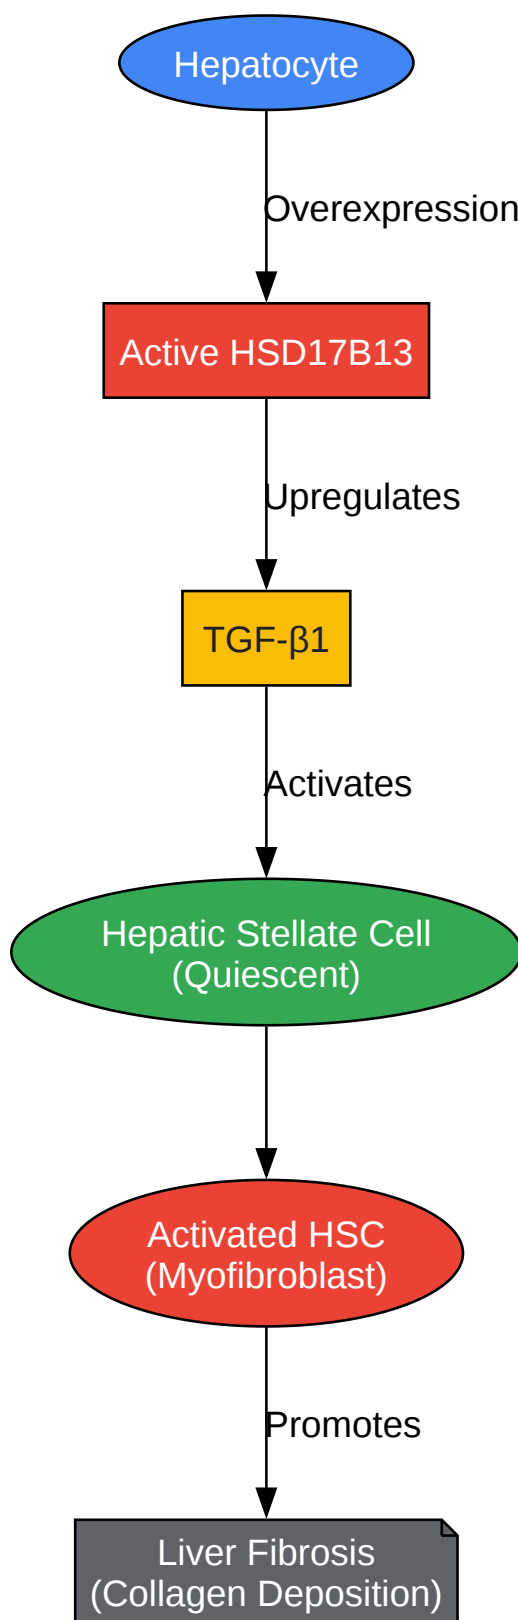 Hepatocyte
Overexpression
Active HSD17B13
Upregulates
TGF-β1
Activates
Hepatic Stellate Cell
(Quiescent)
Activated HSC
(Myofibroblast)
Promotes
Liver Fibrosis
(Collagen Deposition)